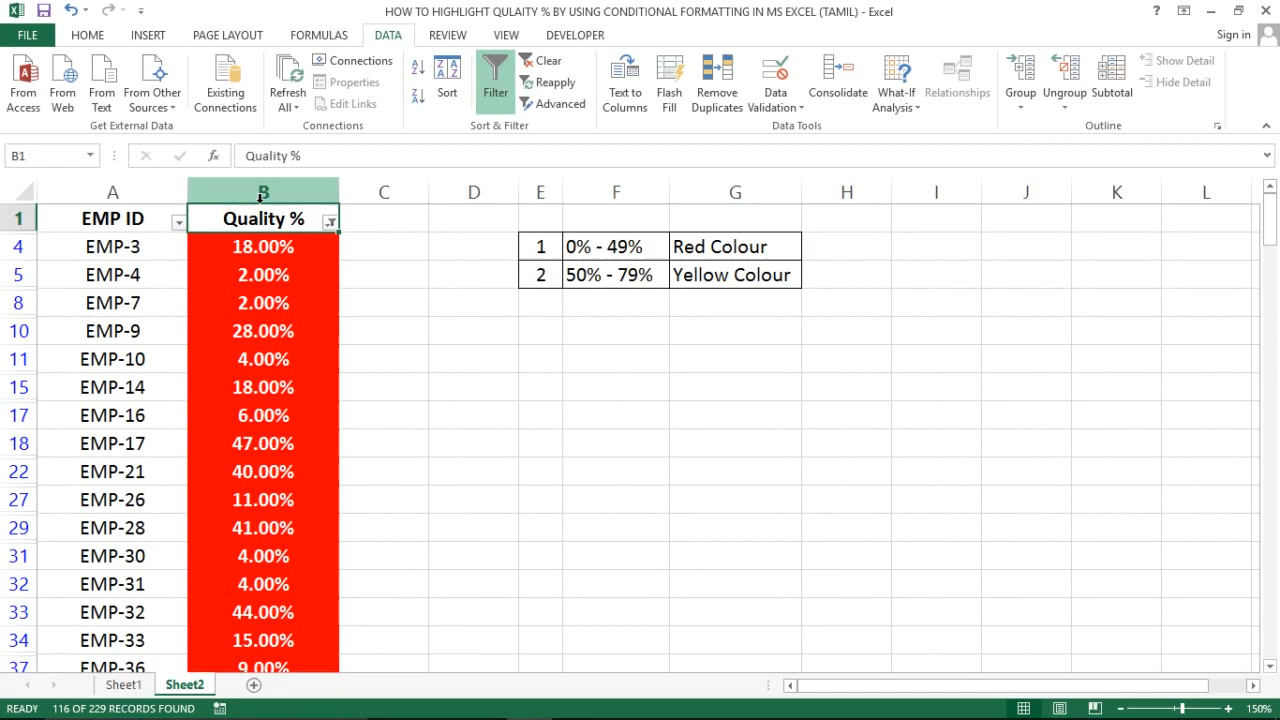 HOW TO HIGHLIGHT QULAITY % BY USING CONDITIONAL FORMATTING IN MS EXCEL (TAMIL) - Excel
?
FILE HOME INSERT PAGE LAYOUT FORMULAS DATA REVIEW VIEW DEVELOPER Sign in
From Access
From Web
From Text
From Other Sources
Existing Connections
Refresh All
Connections
Properties
Edit Links
Sort
Filter
Clear
Reapply
Advanced
Text to Columns
Flash Fill
Remove Duplicates
Data Validation
Consolidate
What-If Analysis
Relationships
Group
Ungroup
Subtotal
Show Detail
Hide Detail
Get External Data Connections Sort & Filter Data Tools Outline
B1 fx Quality %
A B C D E F G H I J K L
1 EMP ID Quality %
4 EMP-3 18.00% 1 0% - 49% Red Colour
5 EMP-4 2.00% 2 50% - 79% Yellow Colour
8 EMP-7 2.00%
10 EMP-9 28.00%
11 EMP-10 4.00%
15 EMP-14 18.00%
17 EMP-16 6.00%
18 EMP-17 47.00%
22 EMP-21 40.00%
27 EMP-26 11.00%
29 EMP-28 41.00%
31 EMP-30 4.00%
32 EMP-31 4.00%
33 EMP-32 44.00%
34 EMP-33 15.00%
37 EMP-36 9.00%
Sheet1 Sheet2
READY 116 OF 229 RECORDS FOUND 150%